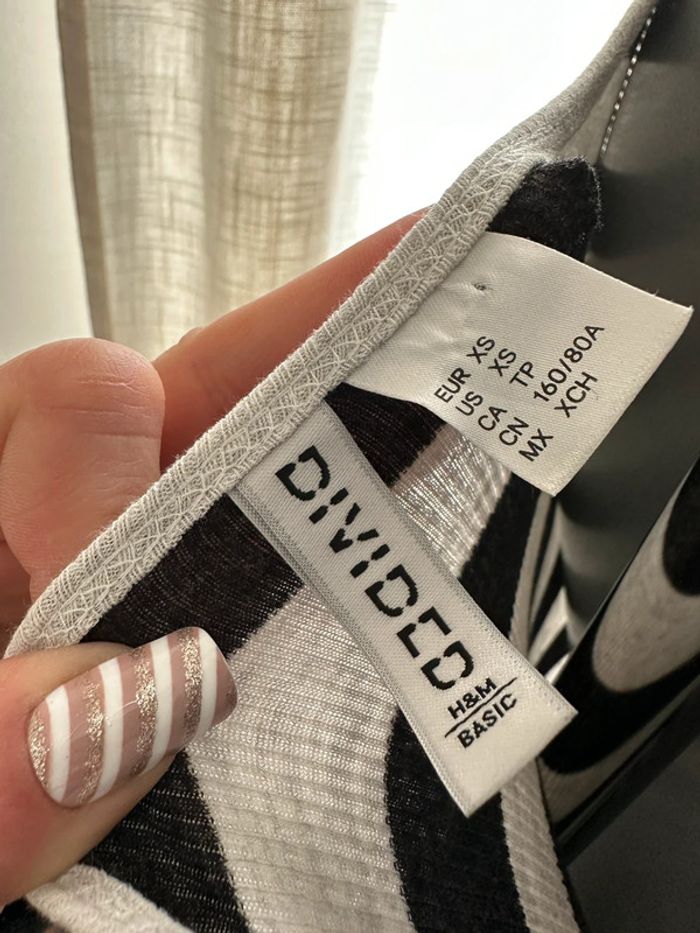 EUR XS
US XS
CA TP
CN 160/80A
MX XCH
DIVIDED
H&M
BASIC